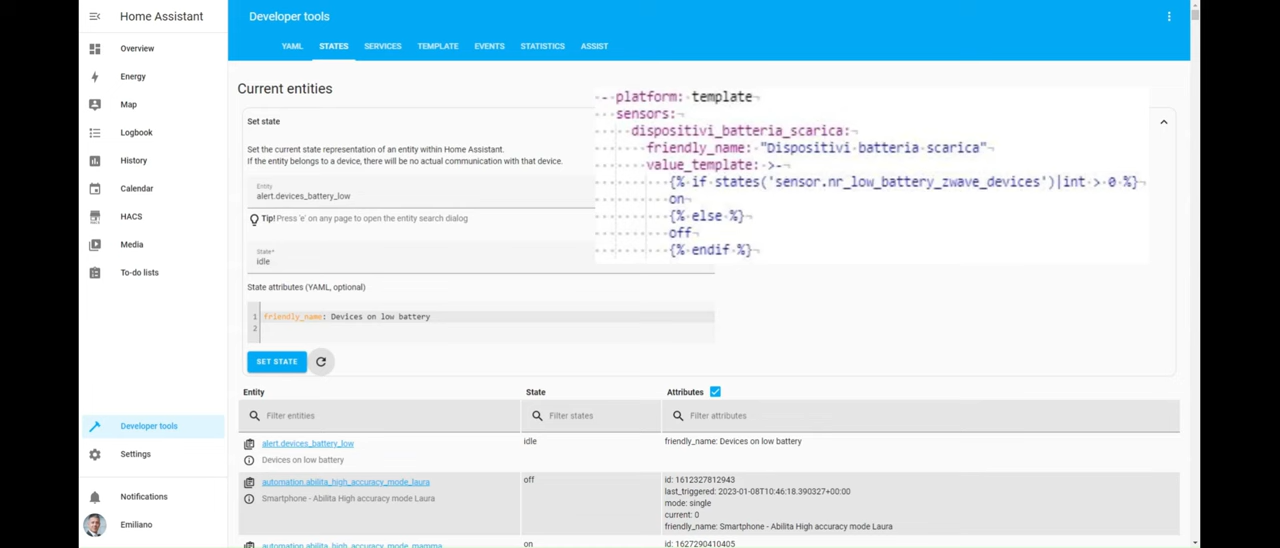 Home Assistant
Overview
Energy
Map
Logbook
History
Calendar
HACS
Media
To-do lists
Developer tools
Settings
Notifications
Emiliano
Developer tools
YAML STATES SERVICES TEMPLATE EVENTS STATISTICS ASSIST
Current entities
Set state
Set the current state representation of an entity within Home Assistant.
If the entity belongs to a device, there will be no actual communication with that device.
Entity
alert.devices_battery_low
Tip! Press 'e' on any page to open the entity search dialog
State*
idle
State attributes (YAML, optional)
1 friendly_name: Devices on low battery
2
SET STATE
- platform: template
sensors:
dispositivi_batteria_scarica:
friendly_name: "Dispositivi batteria scarica"
value_template: >-
{% if states('sensor.nr_low_battery_zwave_devices')|int > 0 %}
on
{% else %}
off
{% endif %}
Entity State Attributes
Filter entities Filter states Filter attributes
alert.devices_battery_low idle friendly_name: Devices on low battery
Devices on low battery
automation.abilita_high_accuracy_mode_laura off id: 1612327812943
Smartphone - Abilita High accuracy mode Laura last_triggered: 2023-01-08T10:46:18.390327+00:00
mode: single
current: 0
friendly_name: Smartphone - Abilita High accuracy mode Laura
automation.abilita_high_accuracy_mode_mamma on id: 1627290410405